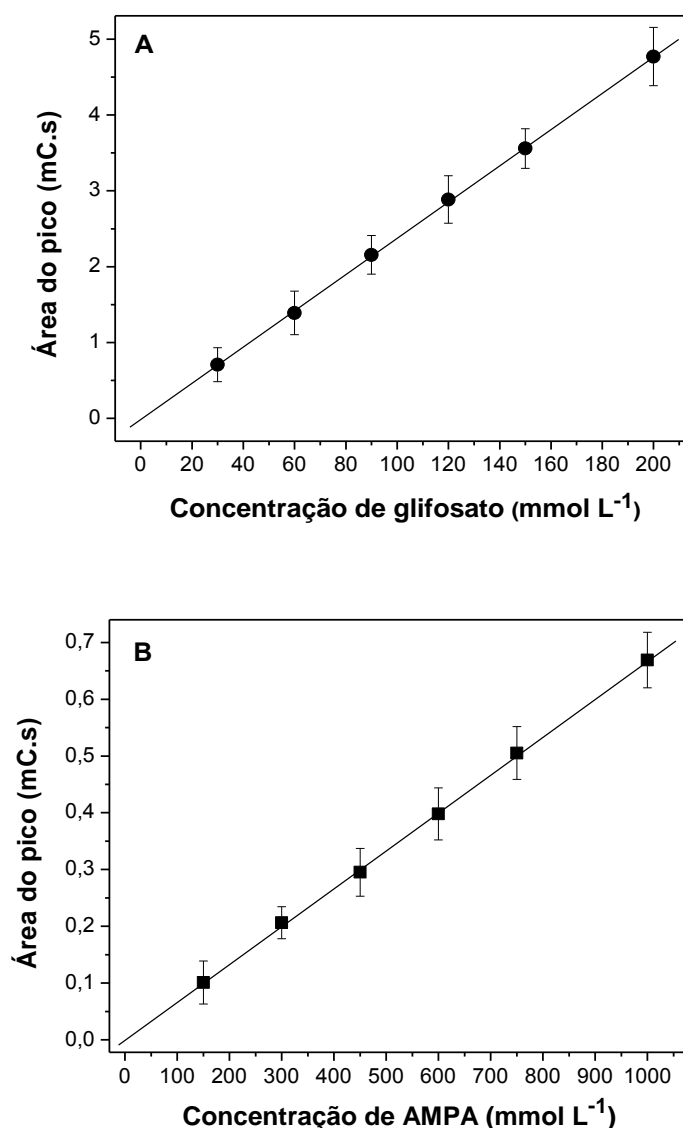 A
5
4
3
2
1
0
Área do pico (mC.s)
0 20 40 60 80 100 120 140 160 180 200
Concentração de glifosato (mmol L-1)
B
0,7
0,6
0,5
0,4
0,3
0,2
0,1
0,0
Área do pico (mC.s)
0 100 200 300 400 500 600 700 800 900 1000
Concentração de AMPA (mmol L-1)